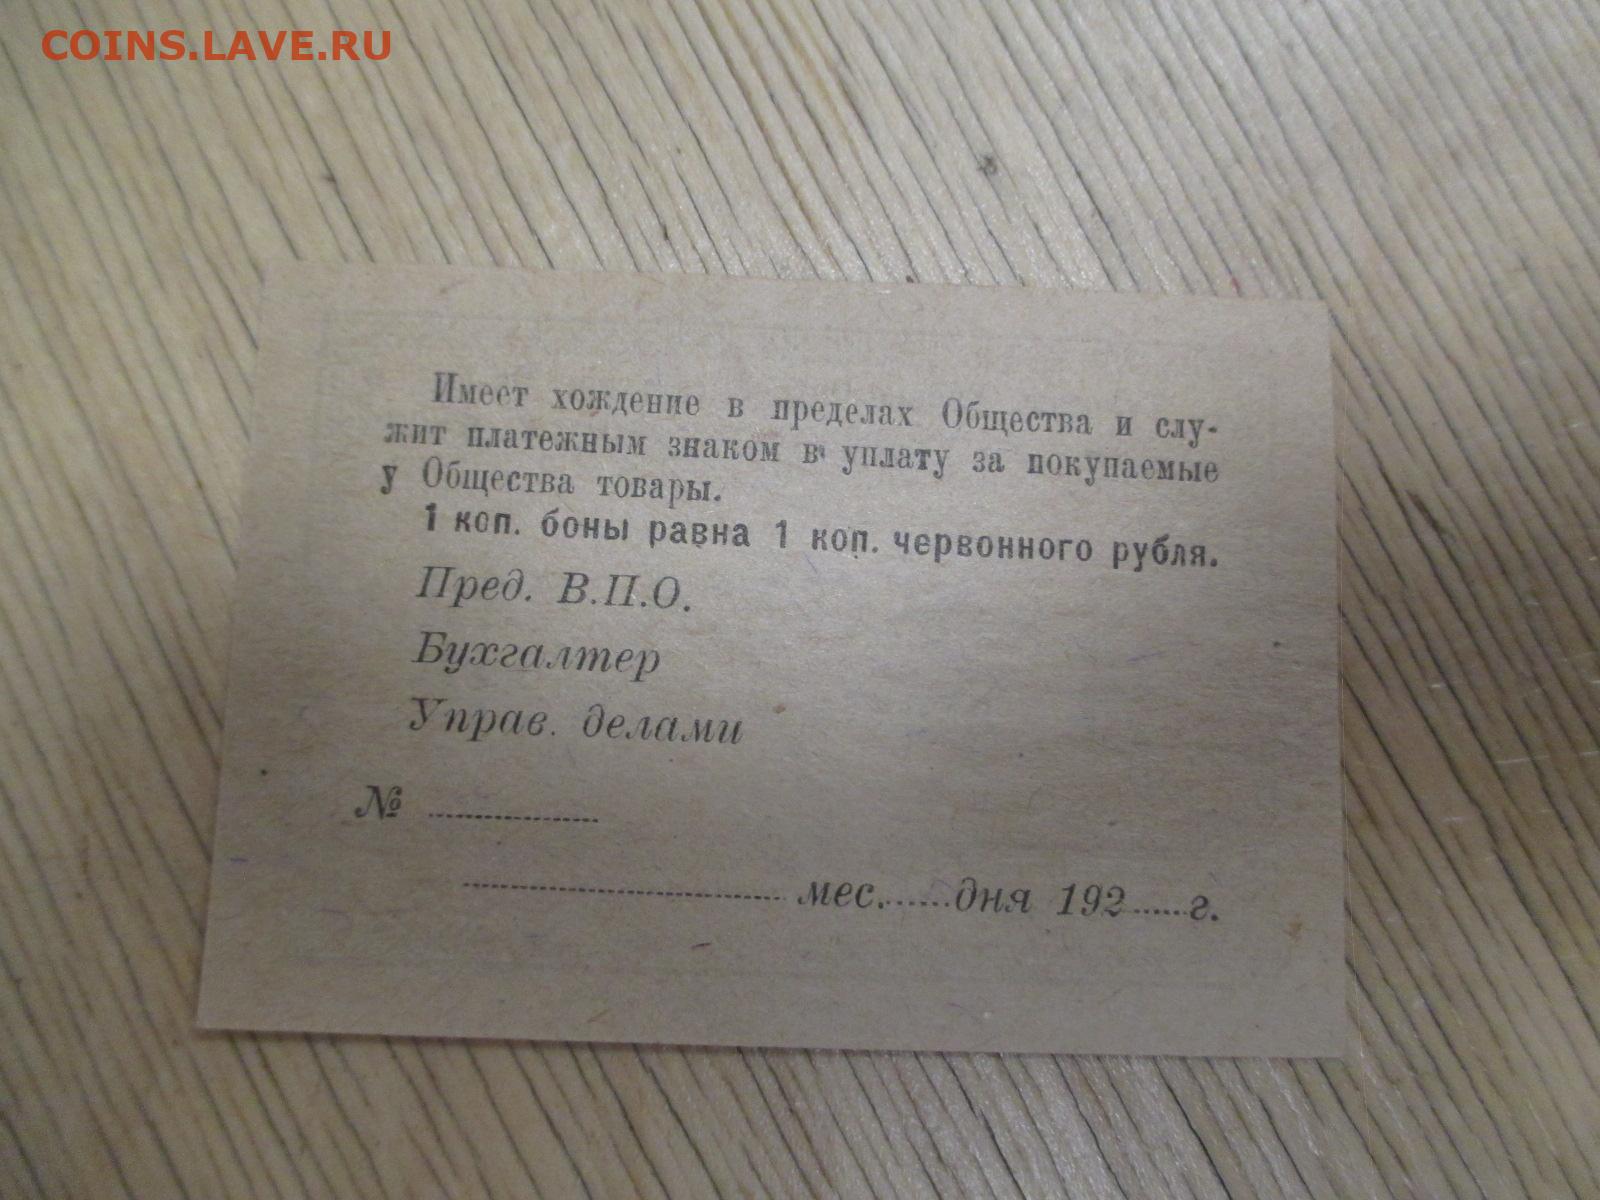 COINS.LAVE.RU
Имеет хождение в пределах Общества и слу-
жит платежным знаком в уплату за покупаемые
у Общества товары.
1 коп. боны равна 1 коп. червонного рубля.
Пред. В.П.О.
Бухгалтер
Управ. делами
№ ....................
........................................ мес.......дня 192......г.